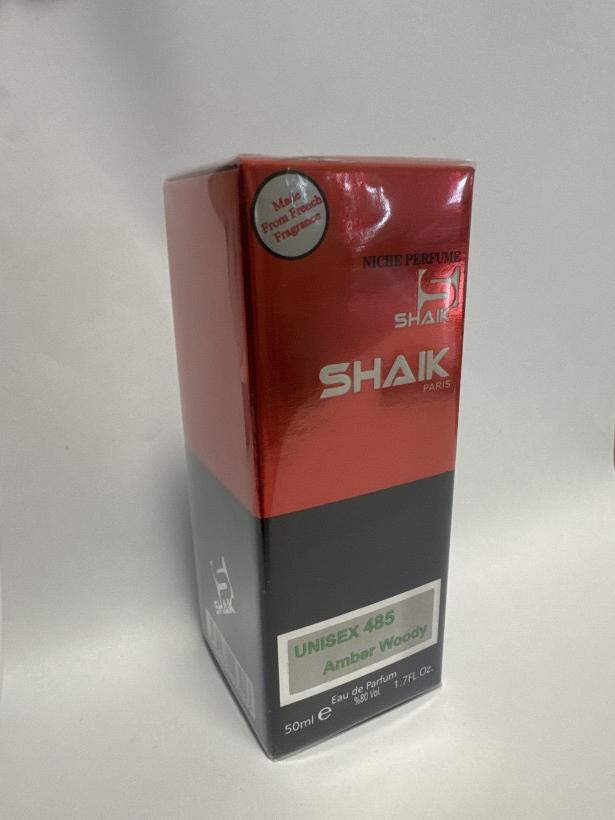 Made
From French
Fragrance
NICHE PERFUME
SHAIK
SHAIK
PARIS
SHAIK
UNISEX 485
Amber Woody
Eau de Parfum
50ml e %80 Vol. 1.7FL.Oz.